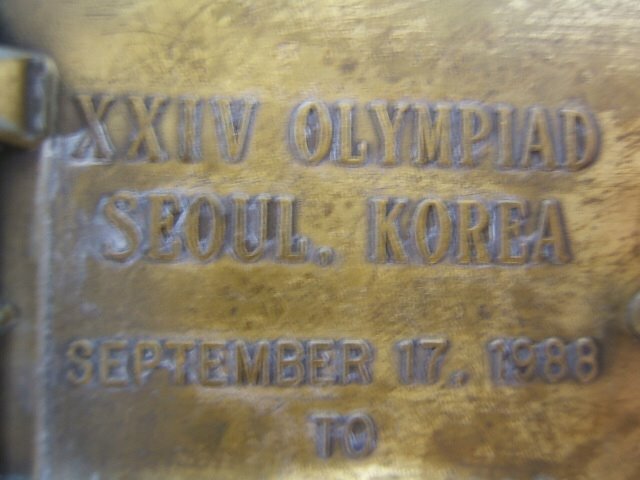 XXIV OLYMPIAD
SEOUL, KOREA
SEPTEMBER 17, 1988
TO